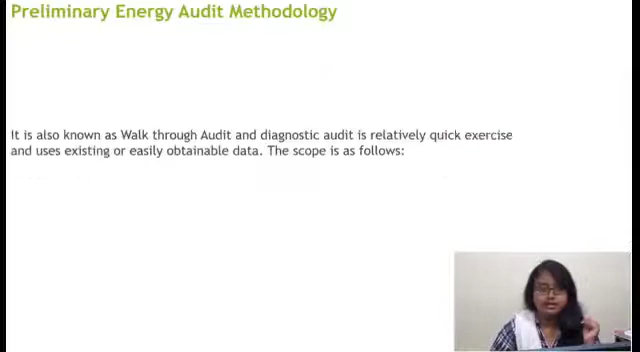 Preliminary Energy Audit Methodology
It is also known as Walk through Audit and diagnostic audit is relatively quick exercise
and uses existing or easily obtainable data. The scope is as follows: